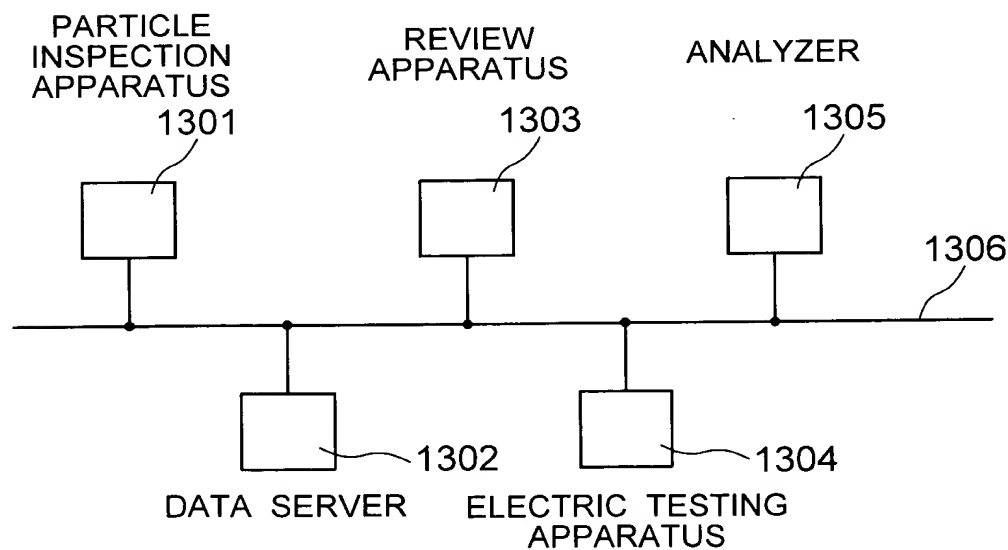 PARTICLE
INSPECTION
APPARATUS
1301
REVIEW
APPARATUS
1303
ANALYZER
1305
1306
1302
DATA SERVER
1304
ELECTRIC TESTING
APPARATUS